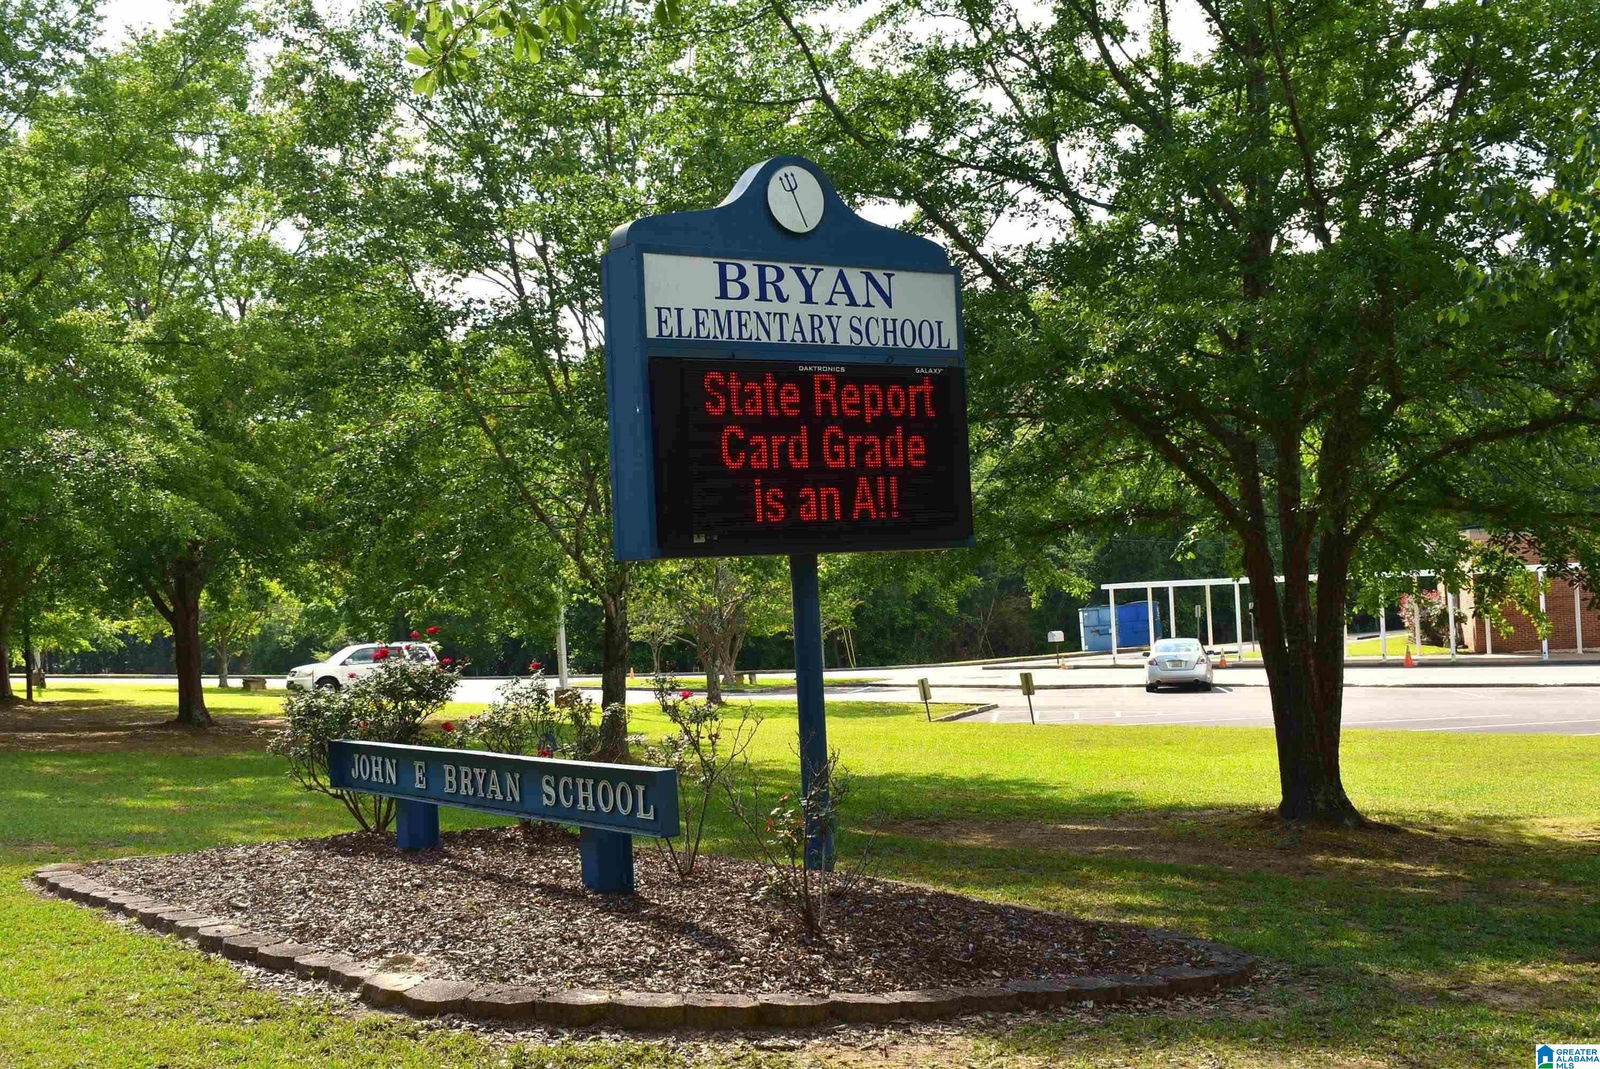 BRYAN
ELEMENTARY SCHOOL
DAKTRONICS GALAXY
State Report
Card Grade
is an A!!
JOHN E BRYAN SCHOOL
GREATER
ALABAMA
MLS